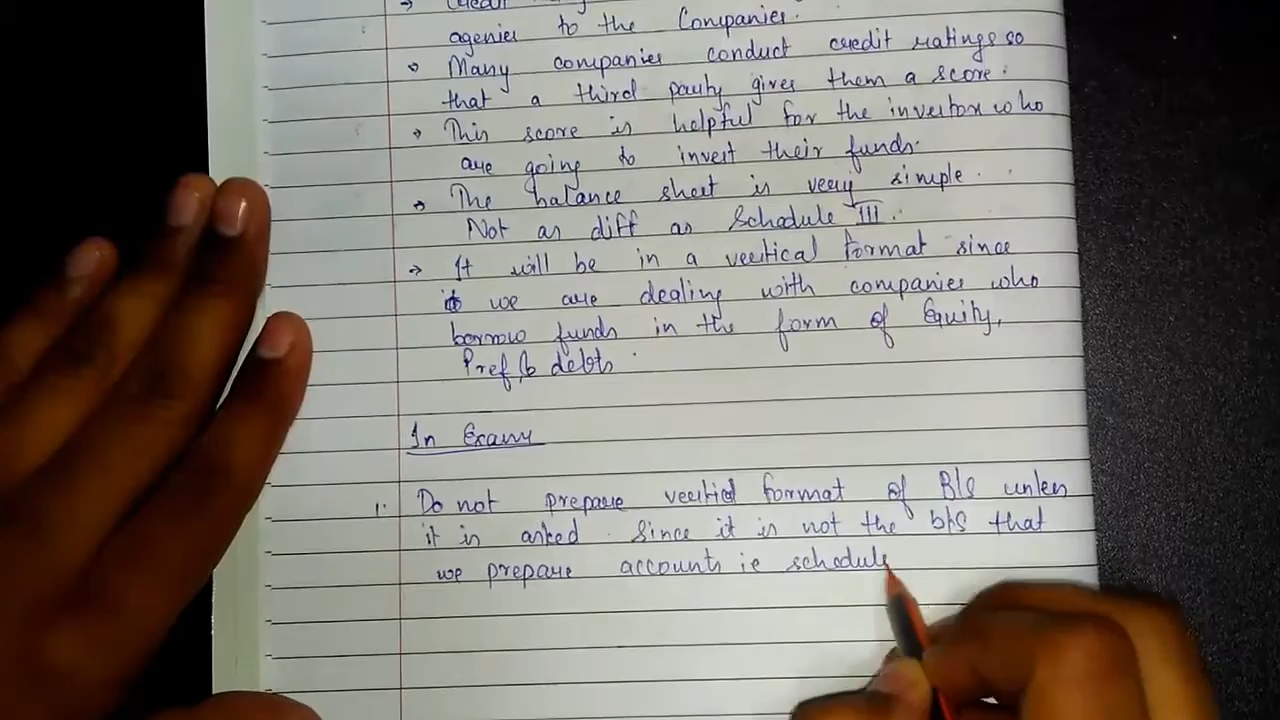 → Credit
agenies to the Companies.
→ Many companies conduct credit ratings so
that a third party gives them a score.
→ This score is helpful for the investors who
are going to invest their funds.
→ The balance sheet is very simple.
Not as diff as Schedule III.
→ It will be in a vertical format since
we are dealing with companies who
borrow funds in the form of Equity,
Pref, & debts.
In Exam
1. Do not prepare vertical format of B/S unless
it is asked. Since it is not the b/s that
we prepare accounts ie schedule